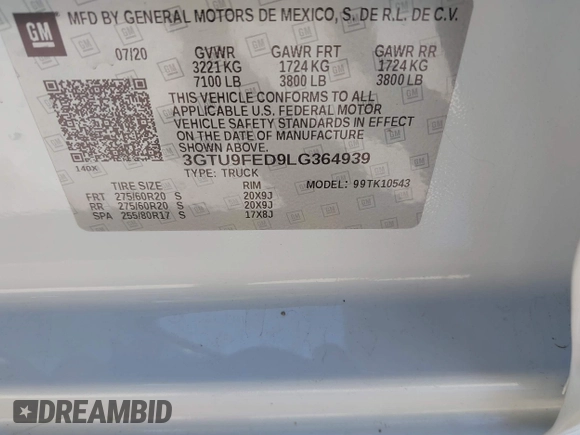 GM MFD BY GENERAL MOTORS DE MEXICO, S. DE R.L. DE C.V.
07/20 GVWR GAWR FRT GAWR RR
3221 KG 1724 KG 1724 KG
7100 LB 3800 LB 3800 LB
THIS VEHICLE CONFORMS TO ALL
APPLICABLE U.S. FEDERAL MOTOR
VEHICLE SAFETY STANDARDS IN EFFECT
ON THE DATE OF MANUFACTURE
SHOWN ABOVE.
3GTU9FED9LG364939
140X TYPE: TRUCK
TIRE SIZE RIM MODEL: 99TK10543
FRT 275/60R20 S 20X9J
RR 275/60R20 S 20X9J
SPA 255/80R17 S 17X8J
DREAMBID